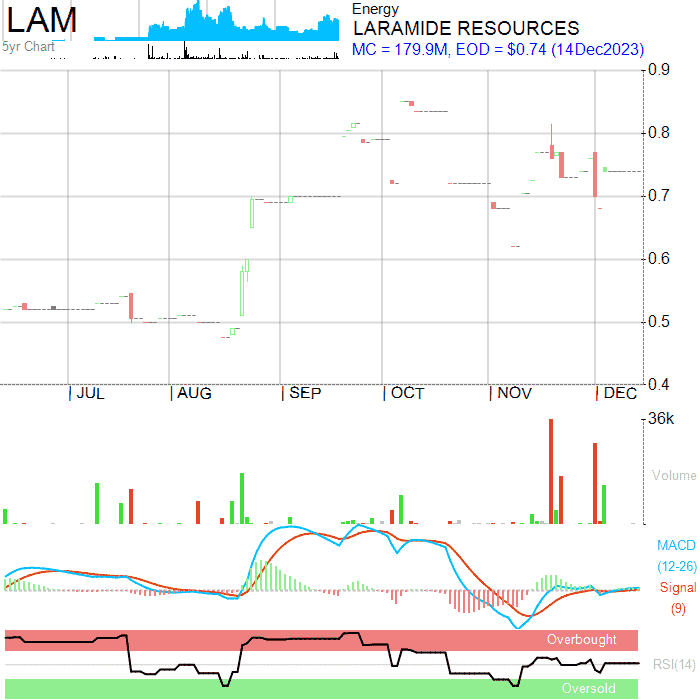 LAM
5yr Chart
Energy
LARAMIDE RESOURCES
MC = 179.9M, EOD = $0.74 (14Dec2023)
0.9
0.8
0.7
0.6
0.5
0.4
JUL AUG SEP OCT NOV DEC
36k
Volume
MACD
(12-26)
Signal
(9)
Overbought
RSI(14)
Oversold